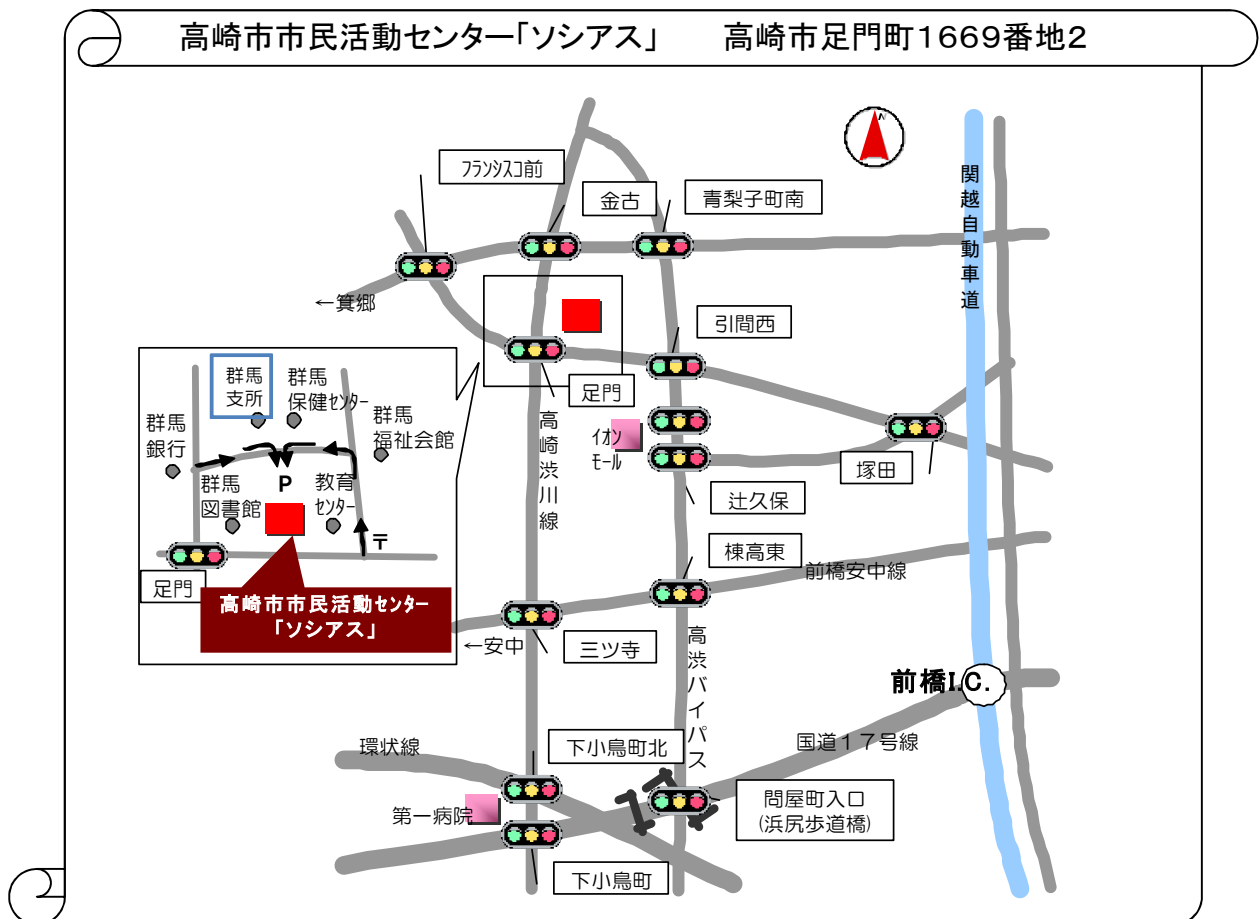 高崎市市民活動センター「ソシアス」　　高崎市足門町1669番地2
N
フランシスコ前
金古
青梨子町南
関越自動車道
←箕郷
引間西
足門
高崎渋川線
イオン
モール
塚田
辻久保
棟高東
前橋安中線
←安中
三ツ寺
高渋バイパス
前橋I.C.
環状線
下小鳥町北
国道17号線
第一病院
問屋町入口
(浜尻歩道橋)
下小鳥町
群馬
支所
群馬
保健センター
群馬
銀行
群馬
福祉会館
P
群馬
図書館
教育
センター
〒
足門
高崎市市民活動センター
「ソシアス」